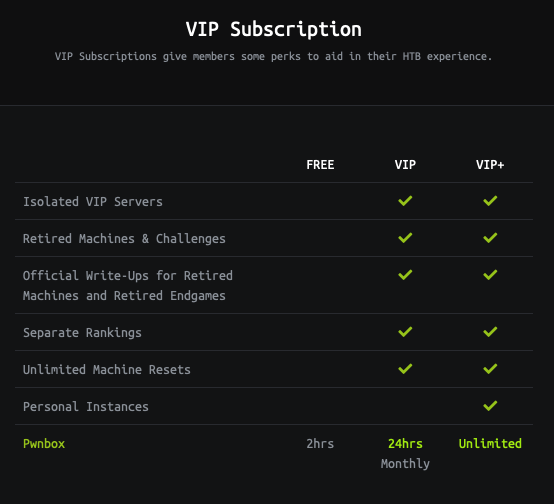 VIP Subscription
VIP Subscriptions give members some perks to aid in their HTB experience.
FREE VIP VIP+
Isolated VIP Servers
Retired Machines & Challenges
Official Write-Ups for Retired
Machines and Retired Endgames
Separate Rankings
Unlimited Machine Resets
Personal Instances
Pwnbox 2hrs 24hrs Unlimited
Monthly